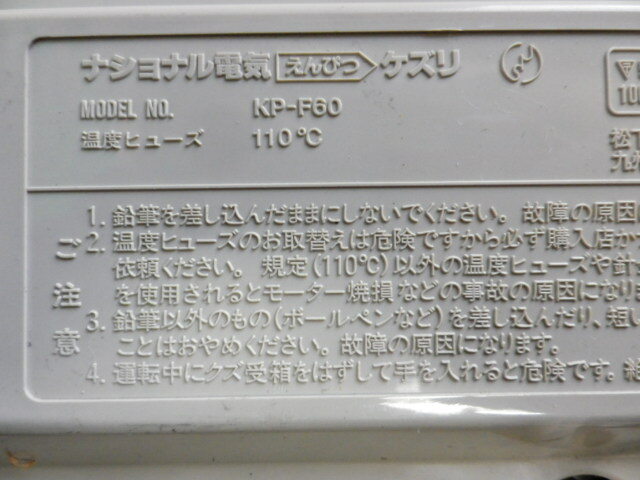 ナショナル電気えんぴつケズリ
MODEL NO. KP-F60
温度ヒューズ 110℃
松下
九州
ご注意
1. 鉛筆を差し込んだままにしないでください。故障の原因
2. 温度ヒューズのお取替えは危険ですから必ず購入店か
依頼ください。規定(110℃)以外の温度ヒューズや針
を使用されるとモーター焼損などの事故の原因になりま
3. 鉛筆以外のもの(ボールペンなど)を差し込んだり、短い
ことはおやめください。故障の原因になります。
4. 運転中にクズ受箱をはずして手を入れると危険です。絶